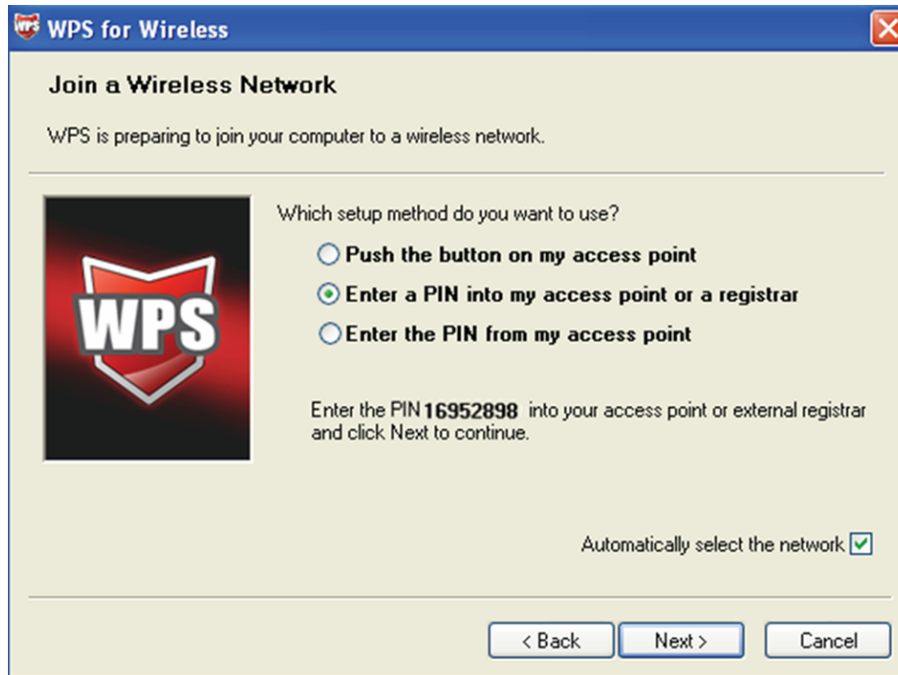 WPS WPS for Wireless
Join a Wireless Network
WPS is preparing to join your computer to a wireless network.
Which setup method do you want to use?
Push the button on my access point
Enter a PIN into my access point or a registrar
Enter the PIN from my access point
WPS
Enter the PIN 16952898 into your access point or external registrar
and click Next to continue.
Automatically select the network
< Back Next > Cancel